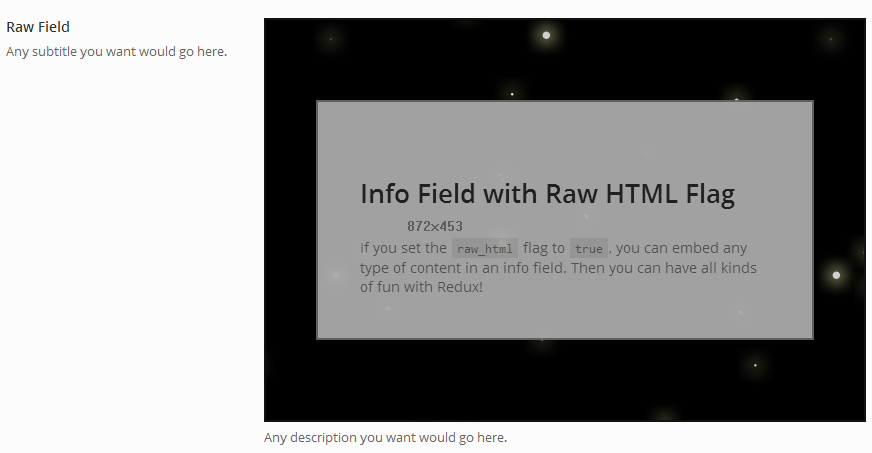 Raw Field
Any subtitle you want would go here.
Info Field with Raw HTML Flag
872×453
If you set the raw_html flag to true, you can embed any
type of content in an info field. Then you can have all kinds
of fun with Redux!
Any description you want would go here.